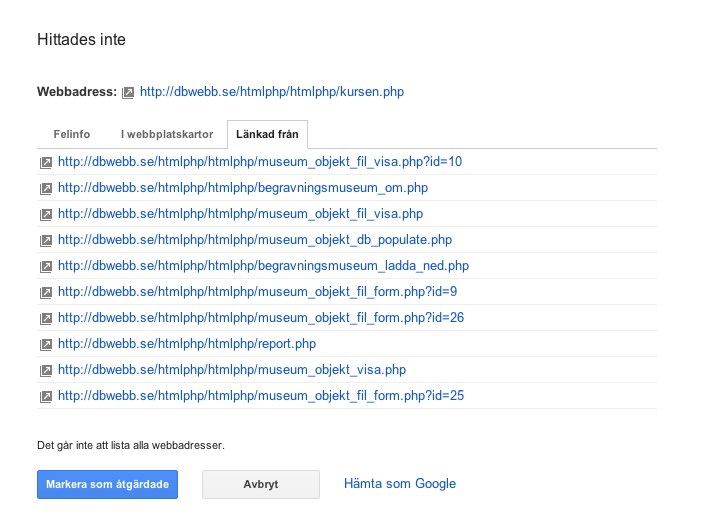 Hittades inte
Webbadress: http://dbwebb.se/htmlphp/htmlphp/kursen.php
Felinfo I webbplatskartor Länkad från
http://dbwebb.se/htmlphp/htmlphp/museum_objekt_fil_visa.php?id=10
http://dbwebb.se/htmlphp/htmlphp/begravningsmuseum_om.php
http://dbwebb.se/htmlphp/htmlphp/museum_objekt_fil_visa.php
http://dbwebb.se/htmlphp/htmlphp/museum_objekt_db_populate.php
http://dbwebb.se/htmlphp/htmlphp/begravningsmuseum_ladda_ned.php
http://dbwebb.se/htmlphp/htmlphp/museum_objekt_fil_form.php?id=9
http://dbwebb.se/htmlphp/htmlphp/museum_objekt_fil_form.php?id=26
http://dbwebb.se/htmlphp/htmlphp/report.php
http://dbwebb.se/htmlphp/htmlphp/museum_objekt_visa.php
http://dbwebb.se/htmlphp/htmlphp/museum_objekt_fil_form.php?id=25
Det går inte att lista alla webbadresser.
Markera som åtgärdade Avbryt Hämta som Google